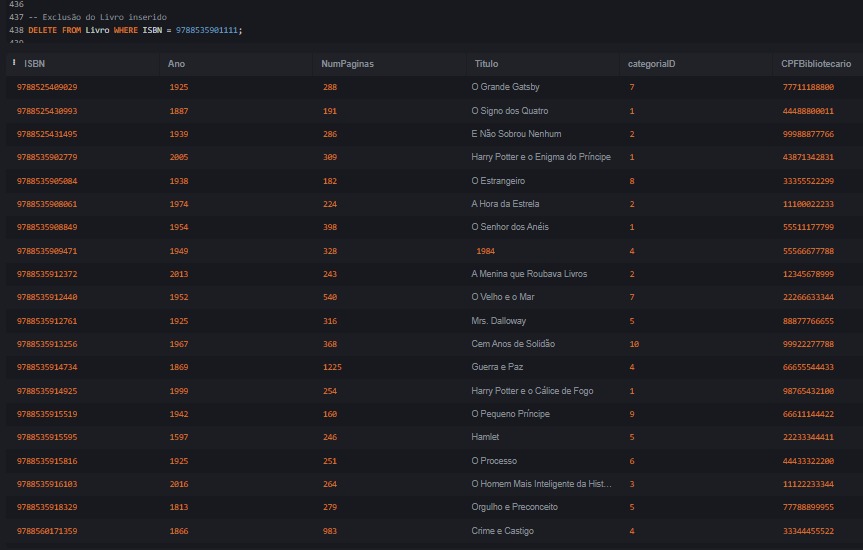 436
437 -- Exclusão do Livro inserido
438 DELETE FROM Livro WHERE ISBN = 9788535901111;
439
ISBN Ano NumPaginas Titulo categoriaID CPFBibliotecario
9788525409029 1925 288 O Grande Gatsby 7 77711188800
9788525430993 1887 191 O Signo dos Quatro 1 44488800011
9788525431495 1939 286 E Não Sobrou Nenhum 2 99988877766
9788535902779 2005 309 Harry Potter e o Enigma do Príncipe 1 43871342831
9788535905084 1938 182 O Estrangeiro 8 33355522299
9788535908061 1974 224 A Hora da Estrela 2 11100022233
9788535908849 1954 398 O Senhor dos Anéis 1 55511177799
9788535909471 1949 328 1984 4 55566677788
9788535912372 2013 243 A Menina que Roubava Livros 2 12345678999
9788535912440 1952 540 O Velho e o Mar 7 22266633344
9788535912761 1925 316 Mrs. Dalloway 5 88877766655
9788535913256 1967 368 Cem Anos de Solidão 10 99922277788
9788535914734 1869 1225 Guerra e Paz 4 66655544433
9788535914925 1999 254 Harry Potter e o Cálice de Fogo 1 98765432100
9788535915519 1942 160 O Pequeno Príncipe 9 66611144422
9788535915595 1597 246 Hamlet 5 22233344411
9788535915816 1925 251 O Processo 6 44433322200
9788535916103 2016 264 O Homem Mais Inteligente da Hist... 3 11122233344
9788535918329 1813 279 Orgulho e Preconceito 5 77788899955
9788560171359 1866 983 Crime e Castigo 4 33344455522